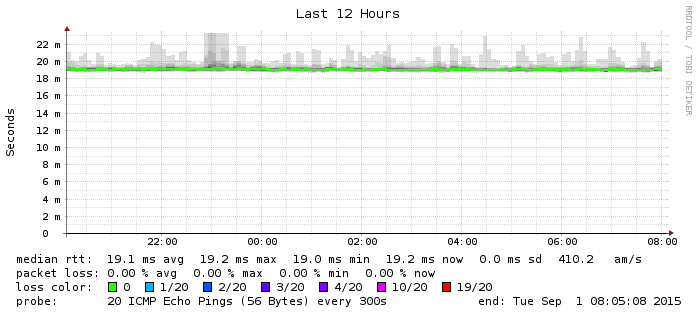 Last 12 Hours
RRDTOOL / TOBI OETIKER
Seconds
22 m
20 m
18 m
16 m
14 m
12 m
10 m
8 m
6 m
4 m
2 m
0
22:00 00:00 02:00 04:00 06:00 08:00
median rtt: 19.1 ms avg 19.2 ms max 19.0 ms min 19.2 ms now 0.0 ms sd 410.2 am/s
packet loss: 0.00 % avg 0.00 % max 0.00 % min 0.00 % now
loss color: 0 1/20 2/20 3/20 4/20 10/20 19/20
probe: 20 ICMP Echo Pings (56 Bytes) every 300s end: Tue Sep 1 08:05:08 2015